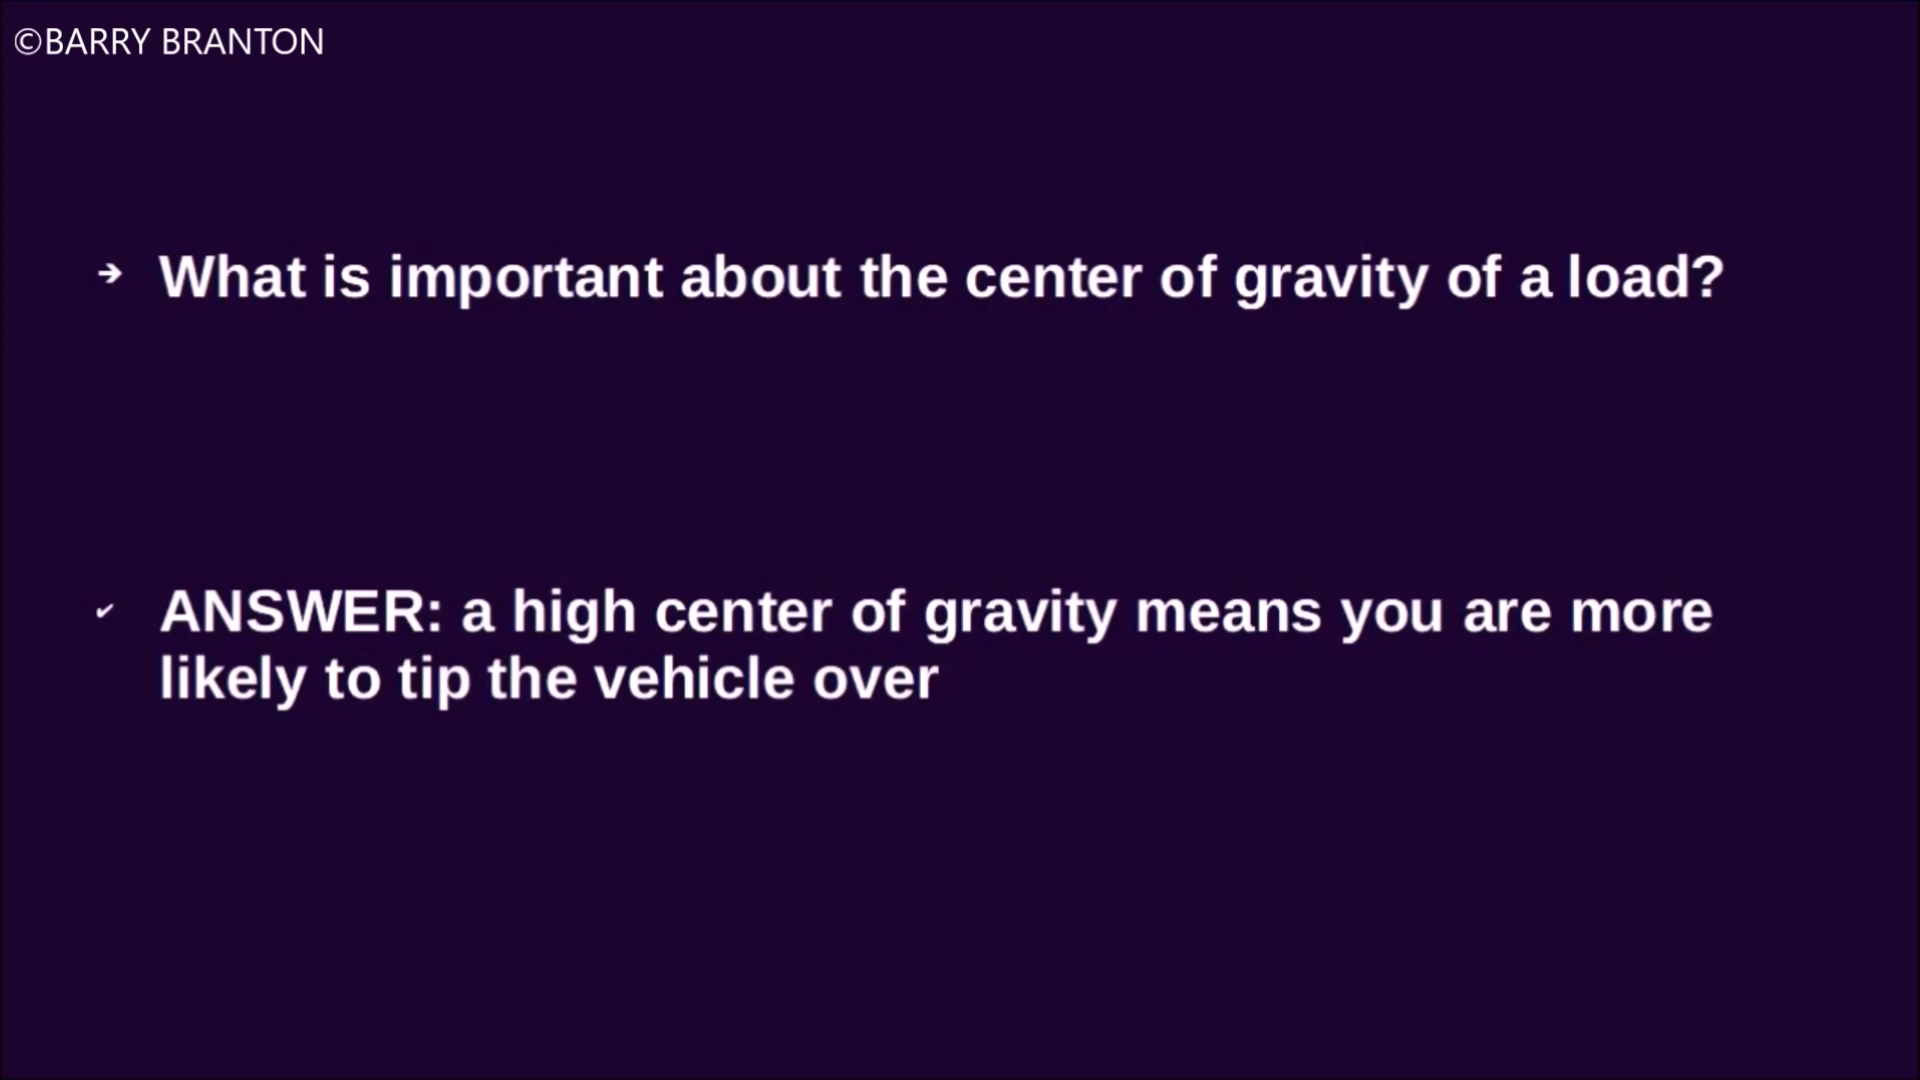 ©BARRY BRANTON
➔ What is important about the center of gravity of a load?
✔ ANSWER: a high center of gravity means you are more
likely to tip the vehicle over